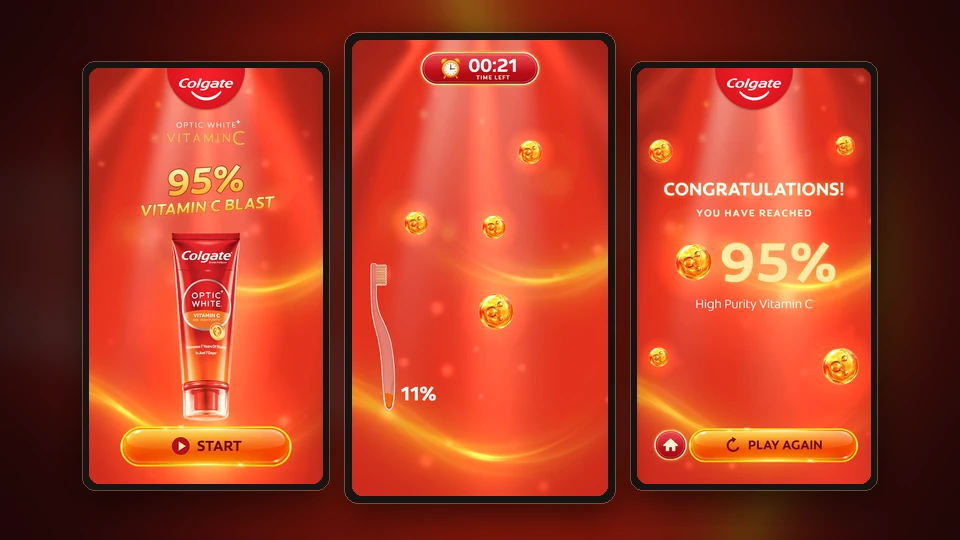 Colgate
OPTIC WHITE
VITAMIN C
95%
VITAMIN C BLAST
Colgate
OPTIC
WHITE
VITAMIN C
START
00:21
TIME LEFT
11%
Colgate
CONGRATULATIONS!
YOU HAVE REACHED
95%
High Purity Vitamin C
PLAY AGAIN